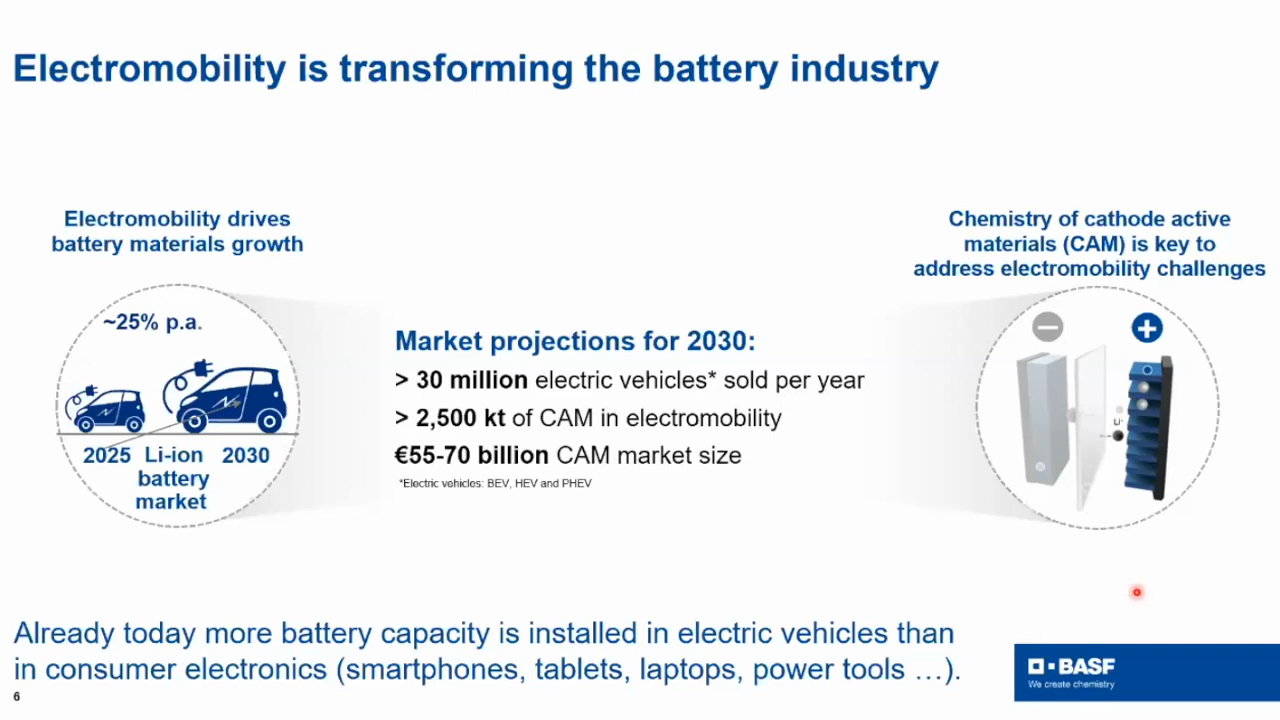 Electromobility is transforming the battery industry
Electromobility drives
battery materials growth
~25% p.a.
2025 Li-ion 2030
battery
market
Market projections for 2030:
> 30 million electric vehicles* sold per year
> 2,500 kt of CAM in electromobility
€55-70 billion CAM market size
*Electric vehicles: BEV, HEV and PHEV
Chemistry of cathode active
materials (CAM) is key to
address electromobility challenges
Already today more battery capacity is installed in electric vehicles than
in consumer electronics (smartphones, tablets, laptops, power tools …).
6
BASF
We create chemistry